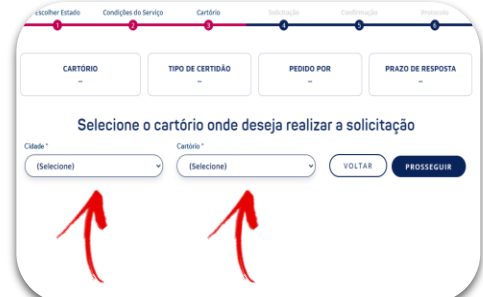 Escolher Estado Condições do Serviço Cartório Solicitação Confirmação Protocolo
1 2 3 4 5 6
CARTÓRIO TIPO DE CERTIDÃO PEDIDO POR PRAZO DE RESPOSTA
-- -- -- --
Selecione o cartório onde deseja realizar a solicitação
Cidade * Cartório *
(Selecione) (Selecione) VOLTAR PROSSEGUIR